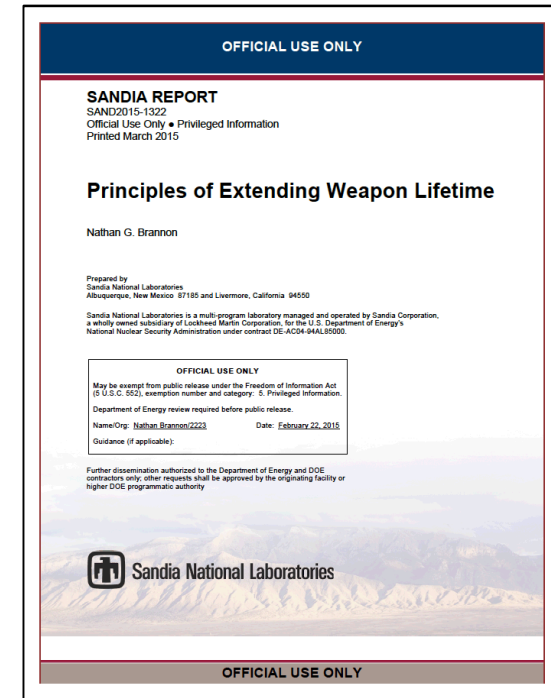 OFFICIAL USE ONLY
SANDIA REPORT
SAND2015-1322
Official Use Only ● Privileged Information
Printed March 2015
Principles of Extending Weapon Lifetime
Nathan G. Brannon
Prepared by
Sandia National Laboratories
Albuquerque, New Mexico 87185 and Livermore, California 94550
Sandia National Laboratories is a multi-program laboratory managed and operated by Sandia Corporation,
a wholly owned subsidiary of Lockheed Martin Corporation, for the U.S. Department of Energy's
National Nuclear Security Administration under contract DE-AC04-94AL85000.
OFFICIAL USE ONLY
May be exempt from public release under the Freedom of Information Act
(5 U.S.C. 552), exemption number and category: 5. Privileged Information.
Department of Energy review required before public release.
Name/Org: Nathan Brannon/2223 Date: February 22, 2015
Guidance (if applicable):
Further dissemination authorized to the Department of Energy and DOE
contractors only; other requests shall be approved by the originating facility or
higher DOE programmatic authority
Sandia National Laboratories
OFFICIAL USE ONLY